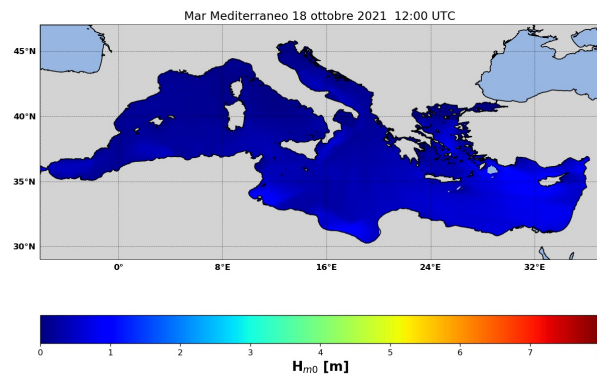 Mar Mediterraneo 18 ottobre 2021 12:00 UTC
45°N
40°N
35°N
30°N
0° 8°E 16°E 24°E 32°E
0 1 2 3 4 5 6 7
Hm0 [m]